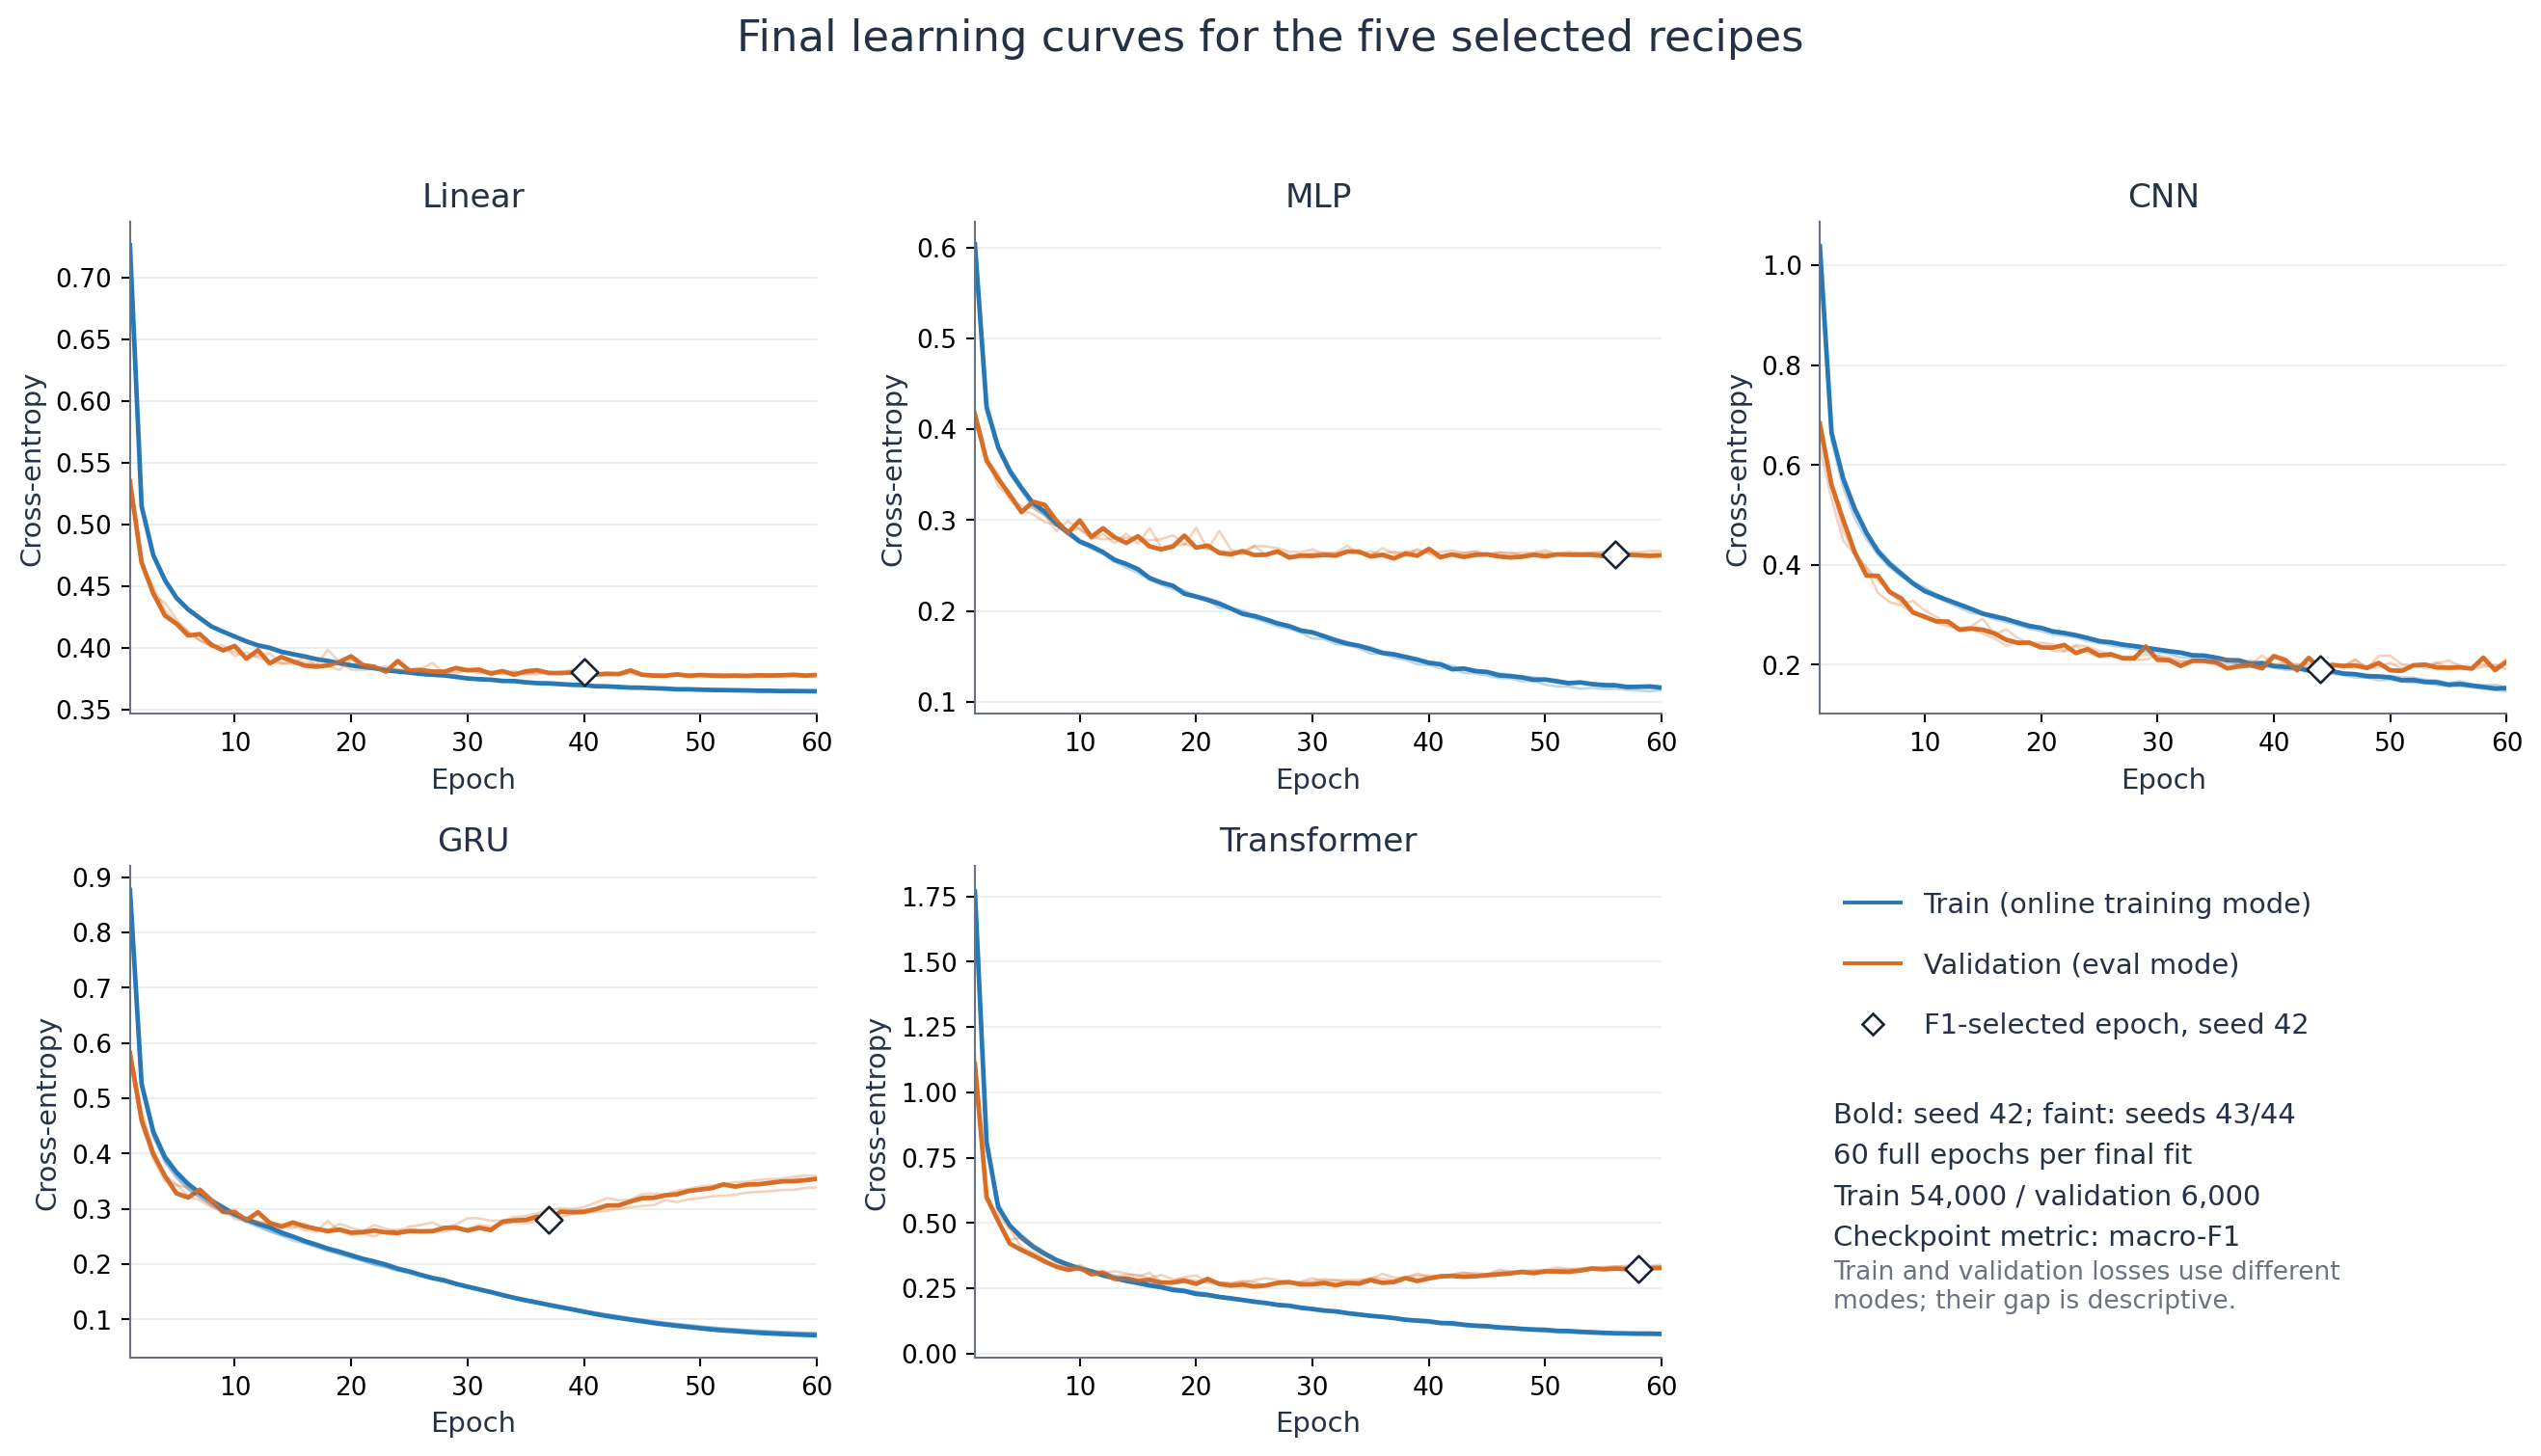 Final learning curves for the five selected recipes
Linear
Cross-entropy
0.70
0.65
0.60
0.55
0.50
0.45
0.40
0.35
10 20 30 40 50 60
Epoch
MLP
Cross-entropy
0.6
0.5
0.4
0.3
0.2
0.1
10 20 30 40 50 60
Epoch
CNN
Cross-entropy
1.0
0.8
0.6
0.4
0.2
10 20 30 40 50 60
Epoch
GRU
Cross-entropy
0.9
0.8
0.7
0.6
0.5
0.4
0.3
0.2
0.1
10 20 30 40 50 60
Epoch
Transformer
Cross-entropy
1.75
1.50
1.25
1.00
0.75
0.50
0.25
0.00
10 20 30 40 50 60
Epoch
Train (online training mode)
Validation (eval mode)
F1-selected epoch, seed 42
Bold: seed 42; faint: seeds 43/44
60 full epochs per final fit
Train 54,000 / validation 6,000
Checkpoint metric: macro-F1
Train and validation losses use different
modes; their gap is descriptive.